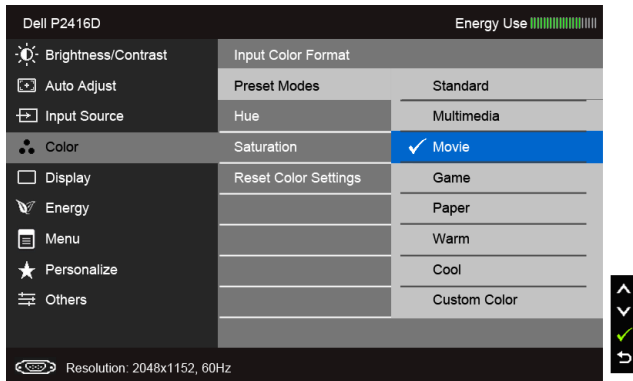 Dell P2416D
Energy Use
Brightness/Contrast
Auto Adjust
Input Source
Color
Display
Energy
Menu
Personalize
Others
Input Color Format
Preset Modes
Hue
Saturation
Reset Color Settings
Standard
Multimedia
Movie
Game
Paper
Warm
Cool
Custom Color
Resolution: 2048x1152, 60Hz